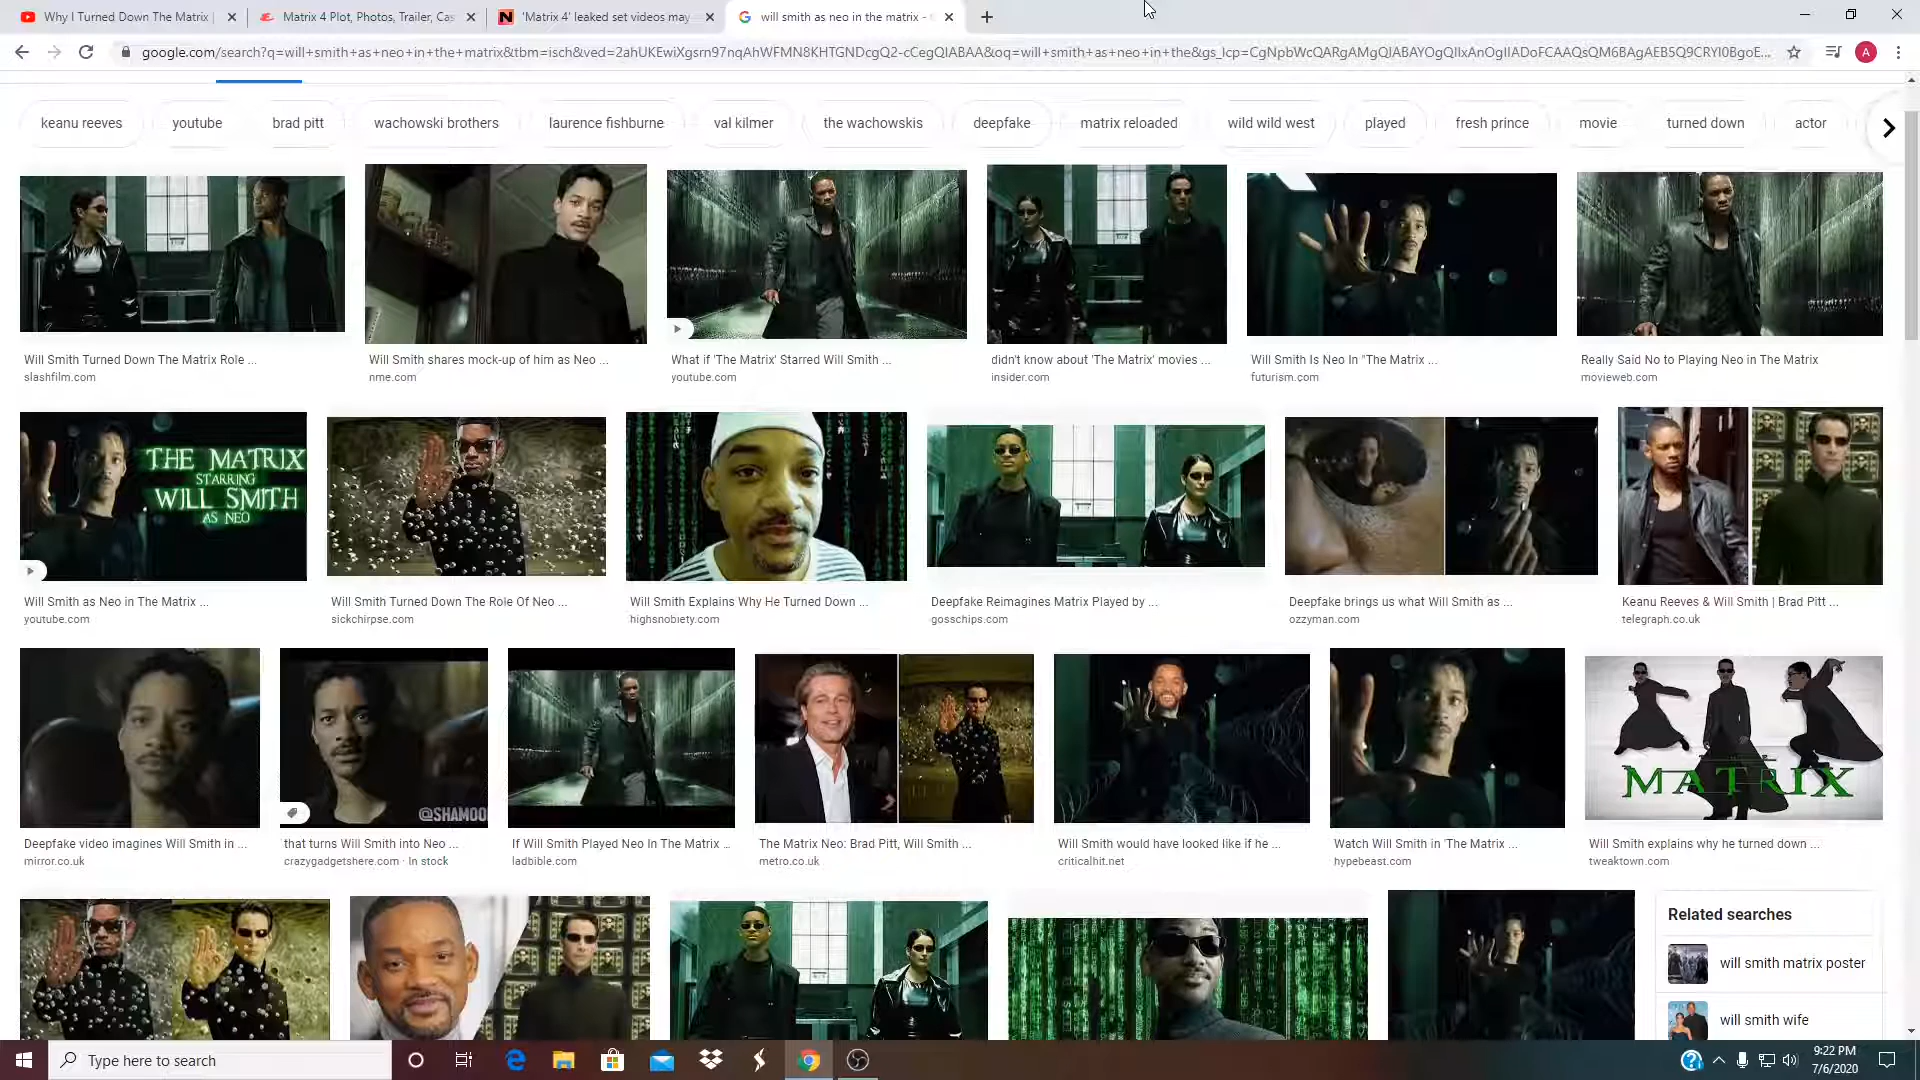 Why I Turned Down The Matrix |
Matrix 4 Plot, Photos, Trailer, Cas
'Matrix 4' leaked set videos may
will smith as neo in the matrix -
google.com/search?q=will+smith+as+neo+in+the+matrix&tbm=isch&ved=2ahUKEwiXgsrn97nqAhWFMN8KHTGNDcgQ2-cCegQIABAA&oq=will+smith+as+neo+in+the&gs_lcp=CgNpbWcQARgAMgQIABAYOgQIIxAnOgIIADoFCAAQsQM6BAgAEB5Q9CRYI0BgoE...
A
keanu reeves
youtube
brad pitt
wachowski brothers
laurence fishburne
val kilmer
the wachowskis
deepfake
matrix reloaded
wild wild west
played
fresh prince
movie
turned down
actor
Will Smith Turned Down The Matrix Role ...
slashfilm.com
Will Smith shares mock-up of him as Neo ...
nme.com
What if 'The Matrix' Starred Will Smith ...
youtube.com
didn't know about 'The Matrix' movies ...
insider.com
Will Smith Is Neo In "The Matrix ...
futurism.com
Really Said No to Playing Neo in The Matrix
movieweb.com
THE MATRIX
STARRING
WILL SMITH
AS NEO
Will Smith as Neo in The Matrix ...
youtube.com
Will Smith Turned Down The Role Of Neo ...
sickchirpse.com
Will Smith Explains Why He Turned Down ...
highsnobiety.com
Deepfake Reimagines Matrix Played by ...
gosschips.com
Deepfake brings us what Will Smith as ...
ozzyman.com
Keanu Reeves & Will Smith | Brad Pitt ...
telegraph.co.uk
@SHAMOO
MATRIX
Deepfake video imagines Will Smith in ...
mirror.co.uk
that turns Will Smith into Neo ...
crazygadgetshere.com · In stock
If Will Smith Played Neo In The Matrix ...
ladbible.com
The Matrix Neo: Brad Pitt, Will Smith ...
metro.co.uk
Will Smith would have looked like if he ...
criticalhit.net
Watch Will Smith in 'The Matrix ...
hypebeast.com
Will Smith explains why he turned down ...
tweaktown.com
Related searches
will smith matrix poster
will smith wife
Type here to search
9:22 PM
7/6/2020